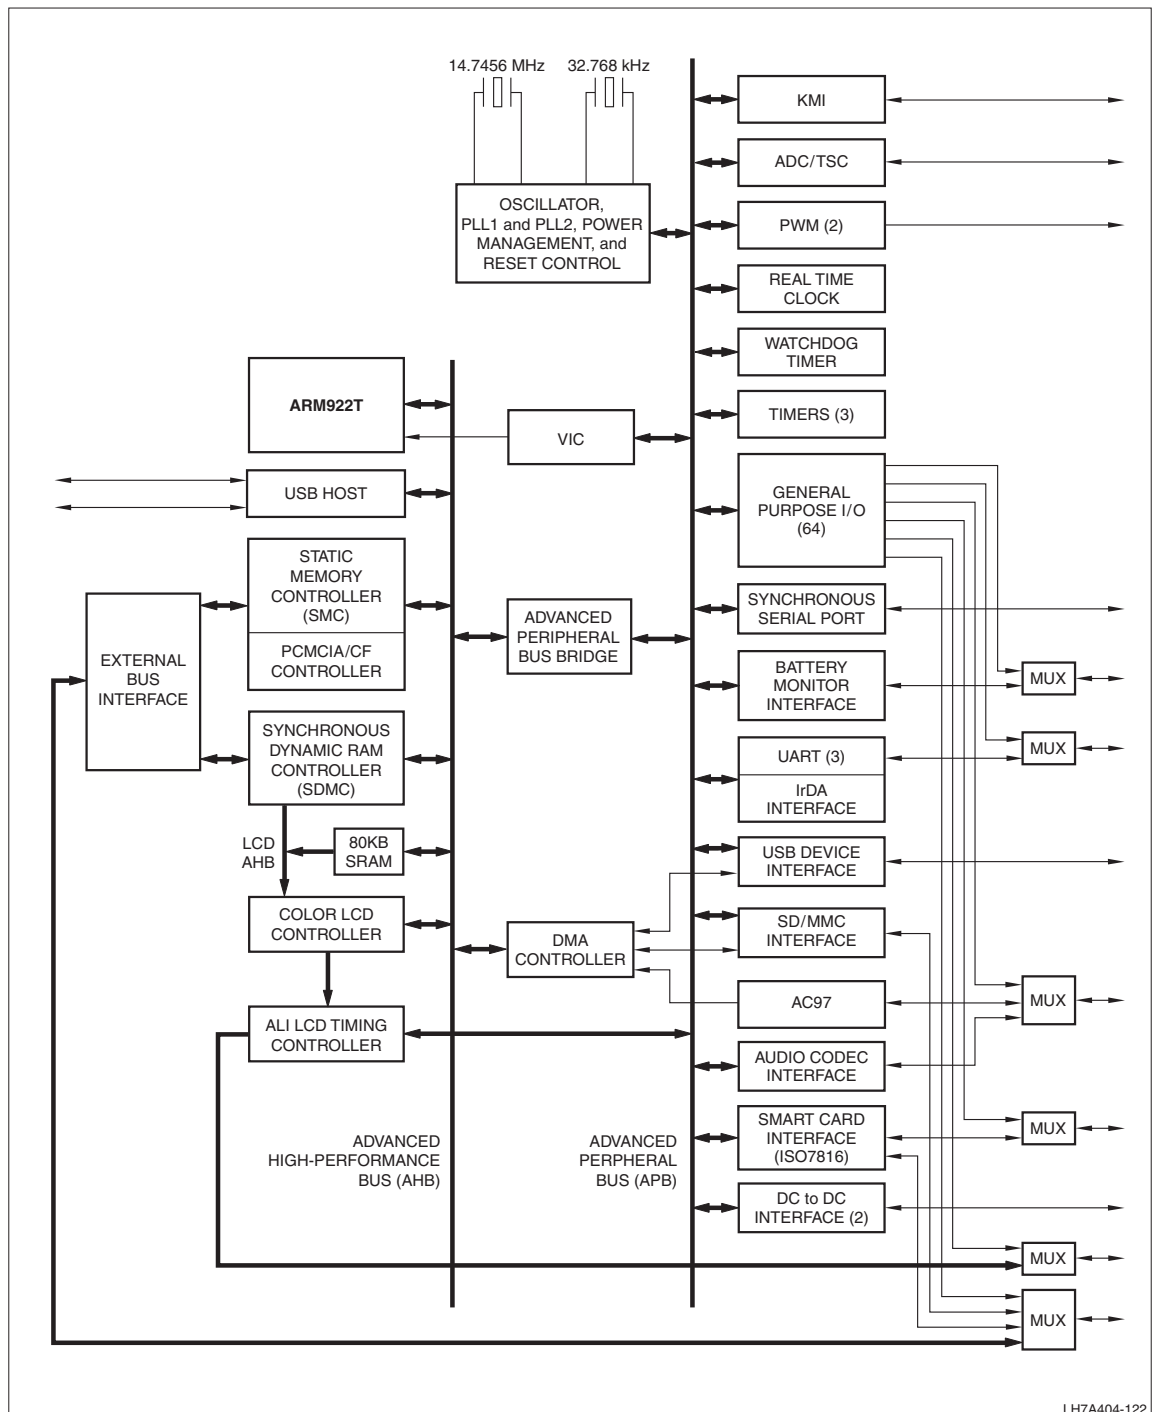 14.7456 MHz
32.768 kHz
OSCILLATOR,
PLL1 and PLL2, POWER
MANAGEMENT, and
RESET CONTROL
KMI
ADC/TSC
PWM (2)
REAL TIME
CLOCK
WATCHDOG
TIMER
TIMERS (3)
ARM922T
VIC
USB HOST
GENERAL
PURPOSE I/O
(64)
STATIC
MEMORY
CONTROLLER
(SMC)
PCMCIA/CF
CONTROLLER
EXTERNAL
BUS
INTERFACE
ADVANCED
PERIPHERAL
BUS BRIDGE
SYNCHRONOUS
SERIAL PORT
BATTERY
MONITOR
INTERFACE
MUX
SYNCHRONOUS
DYNAMIC RAM
CONTROLLER
(SDMC)
UART (3)
IrDA
INTERFACE
MUX
LCD
AHB
80KB
SRAM
USB DEVICE
INTERFACE
COLOR LCD
CONTROLLER
DMA
CONTROLLER
SD/MMC
INTERFACE
AC97
MUX
ALI LCD TIMING
CONTROLLER
AUDIO CODEC
INTERFACE
ADVANCED
HIGH-PERFORMANCE
BUS (AHB)
ADVANCED
PERPHERAL
BUS (APB)
SMART CARD
INTERFACE
(ISO7816)
MUX
DC to DC
INTERFACE (2)
MUX
MUX
LH7A404-122